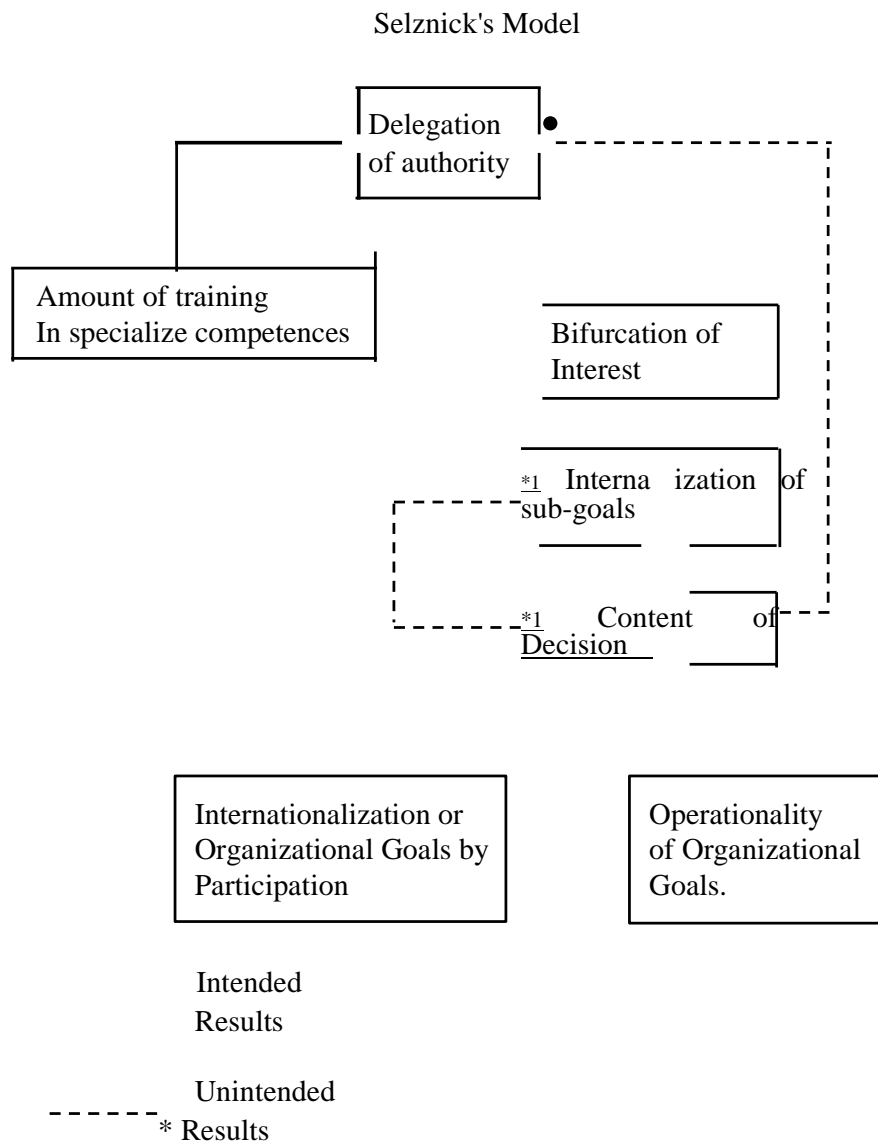 Selznick's Model
Delegation
of authority
Amount of training
In specialize competences
Bifurcation of
Interest
*1 Interna ization of
sub-goals
*1 Content of
Decision
Internationalization or
Organizational Goals by
Participation
Operationality
of Organizational
Goals.
Intended
Results
Unintended
* Results